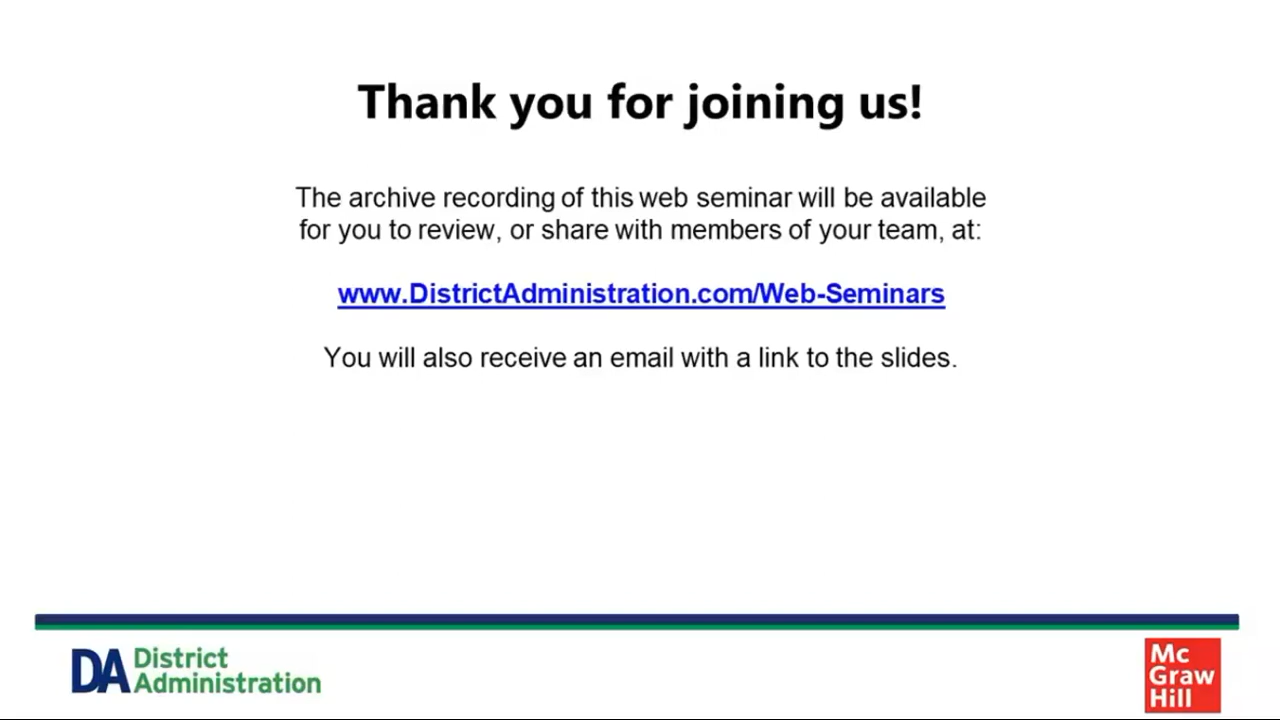 Thank you for joining us!
The archive recording of this web seminar will be available
for you to review, or share with members of your team, at:
www.DistrictAdministration.com/Web-Seminars
You will also receive an email with a link to the slides.
DA District
Administration
Mc
Graw
Hill